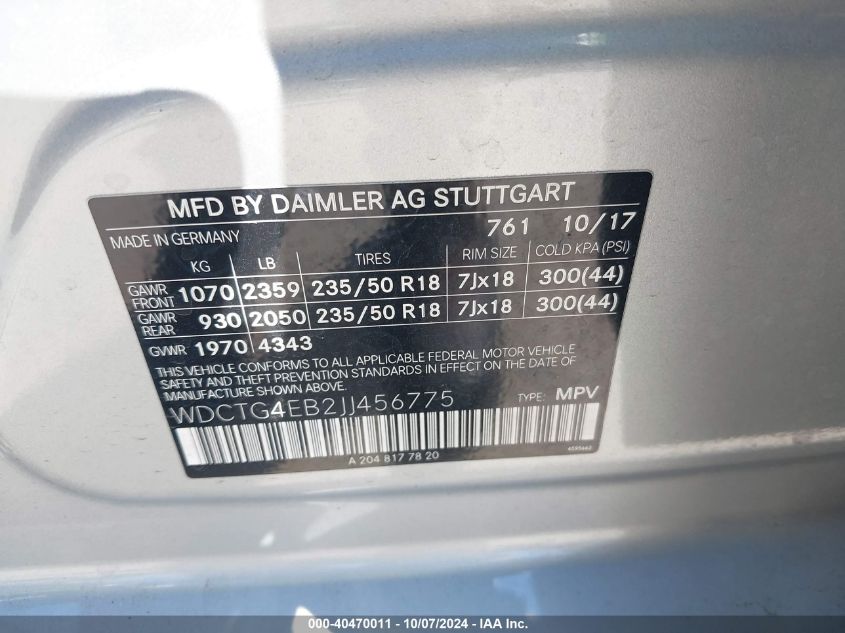 MFD BY DAIMLER AG STUTTGART
MADE IN GERMANY 761 10/17
KG LB TIRES RIM SIZE COLD KPA (PSI)
GAWR FRONT 1070 2359 235/50 R18 7Jx18 300(44)
GAWR REAR 930 2050 235/50 R18 7Jx18 300(44)
GVWR 1970 4343
THIS VEHICLE CONFORMS TO ALL APPLICABLE FEDERAL MOTOR VEHICLE
SAFETY AND THEFT PREVENTION STANDARDS IN EFFECT ON THE DATE OF
MANUFACTURE SHOWN ABOVE.
WDCTG4EB2JJ456775 TYPE: MPV
A 204 817 78 20
000-40470011 - 10/07/2024 - IAA Inc.